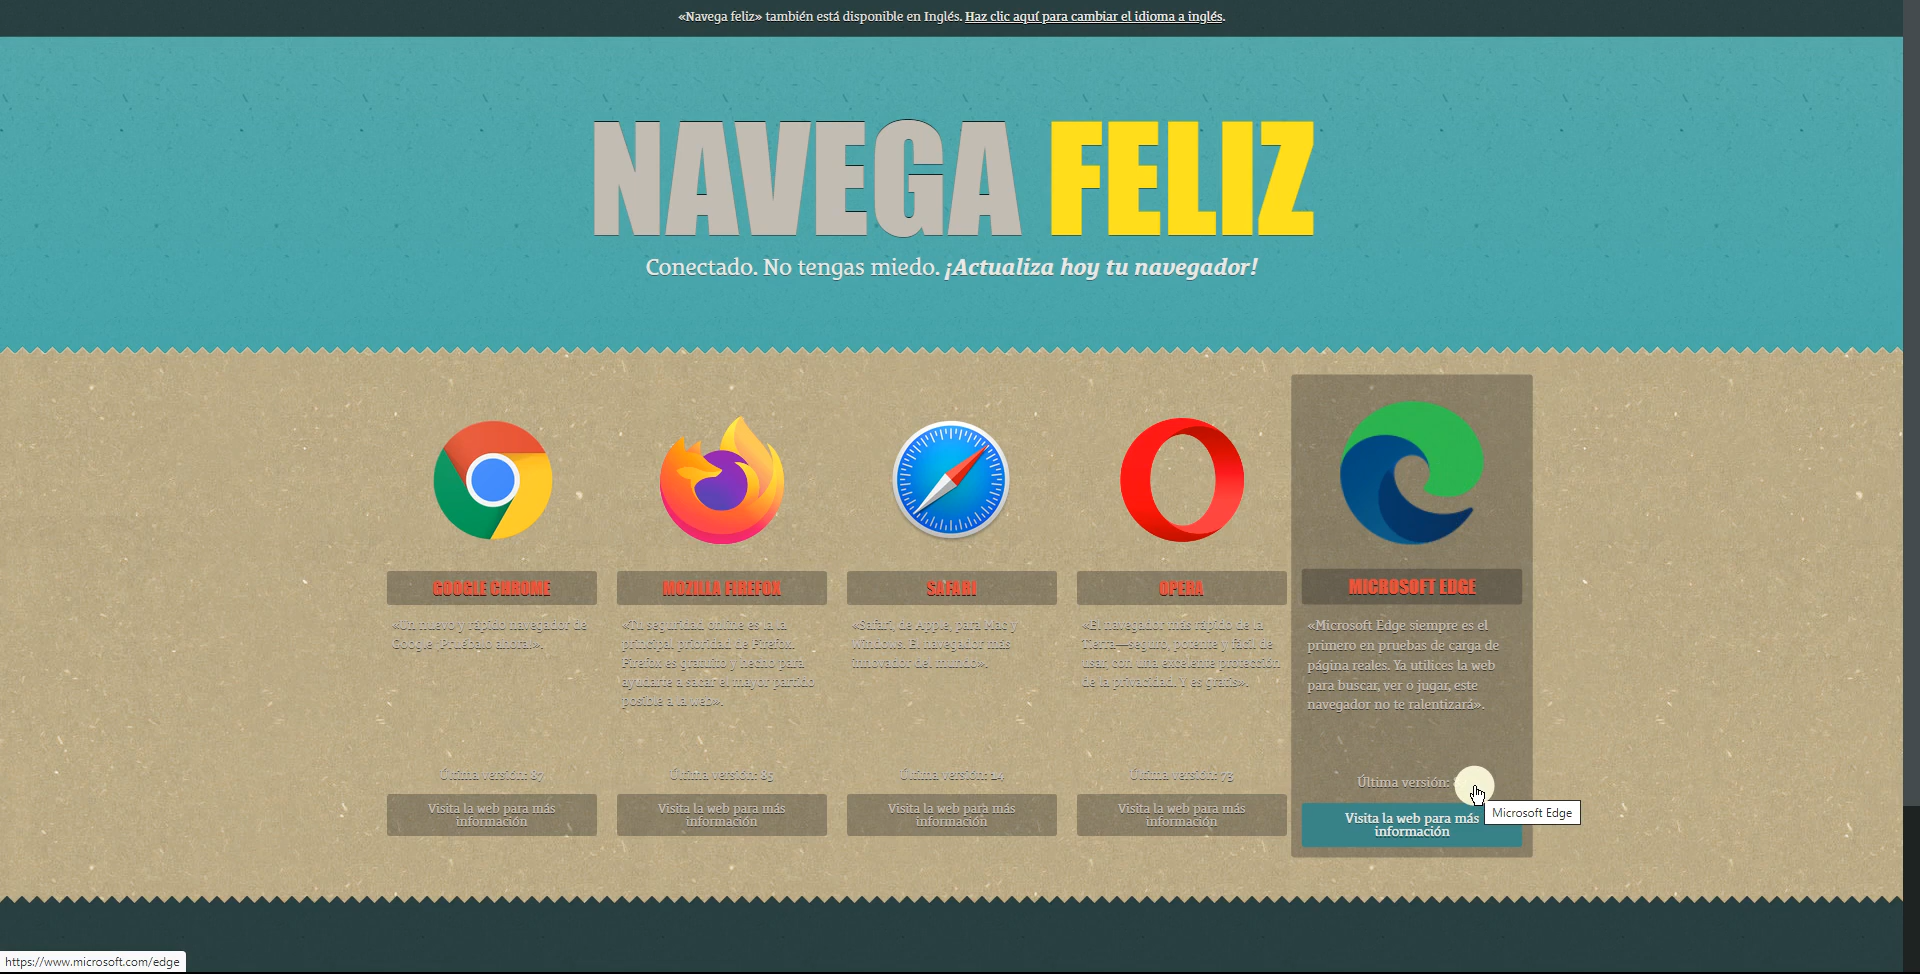 «Navega feliz» también está disponible en Inglés. Haz clic aquí para cambiar el idioma a inglés.
NAVEGA FELIZ
Conectado. No tengas miedo. ¡Actualiza hoy tu navegador!
GOOGLE CHROME
«Un nuevo y rápido navegador de
Google ¡Pruébalo ahora!».
Última versión: 87
Visita la web para más
información
MOZILLA FIREFOX
«Tu seguridad online es la la
principal prioridad de Firefox.
Firefox es gratuito y hecho para
ayudarte a sacar el mayor partido
posible a la web».
Última versión: 85
Visita la web para más
información
SAFARI
«Safari, de Apple, para Mac y
Windows. El navegador más
innovador del mundo».
Última versión: 14
Visita la web para más
información
OPERA
«El navegador más rápido de la
Tierra—seguro, potente y fácil de
usar, con una excelente protección
de la privacidad. Y es gratis».
Última versión: 73
Visita la web para más
información
MICROSOFT EDGE
«Microsoft Edge siempre es el
primero en pruebas de carga de
página reales. Ya utilices la web
para buscar, ver o jugar, este
navegador no te ralentizará».
Última versión:
Visita la web para más
información
Microsoft Edge
https://www.microsoft.com/edge